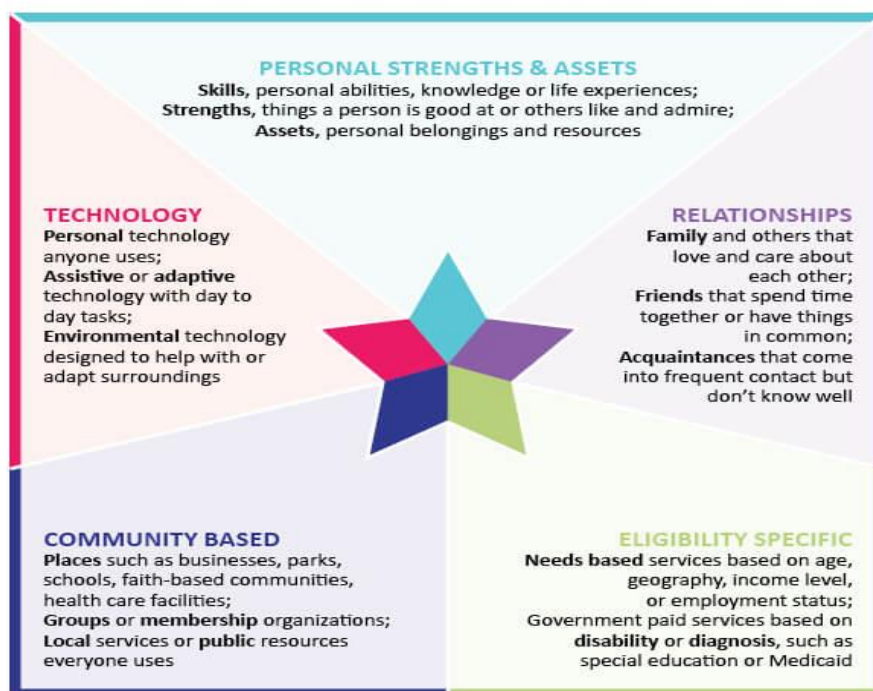 PERSONAL STRENGTHS & ASSETS
Skills, personal abilities, knowledge or life experiences;
Strengths, things a person is good at or others like and admire;
Assets, personal belongings and resources
TECHNOLOGY
Personal technology
anyone uses;
Assistive or adaptive
technology with day to
day tasks;
Environmental technology
designed to help with or
adapt surroundings
RELATIONSHIPS
Family and others that
love and care about
each other;
Friends that spend time
together or have things
in common;
Acquaintances that come
into frequent contact but
don't know well
COMMUNITY BASED
Places such as businesses, parks,
schools, faith-based communities,
health care facilities;
Groups or membership organizations;
Local services or public resources
everyone uses
ELIGIBILITY SPECIFIC
Needs based services based on age,
geography, income level,
or employment status;
Government paid services based on
disability or diagnosis, such as
special education or Medicaid